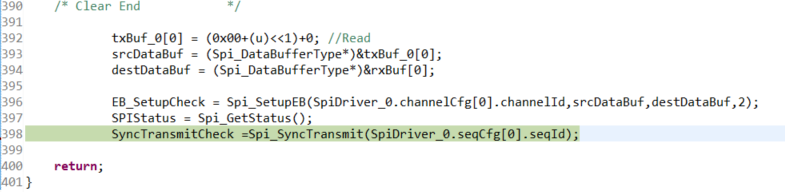 390 /* Clear End */
391
392 txBuf_0[0] = (0x00+(u)<<1)+0; //Read
393 srcDataBuf = (Spi_DataBufferType*)&txBuf_0[0];
394 destDataBuf = (Spi_DataBufferType*)&rxBuf[0];
395
396 EB_SetupCheck = Spi_SetupEB(SpiDriver_0.channelCfg[0].channelId,srcDataBuf,destDataBuf,2);
397 SPIStatus = Spi_GetStatus();
398 SyncTransmitCheck =Spi_SyncTransmit(SpiDriver_0.seqCfg[0].seqId);
399
400 return;
401 }